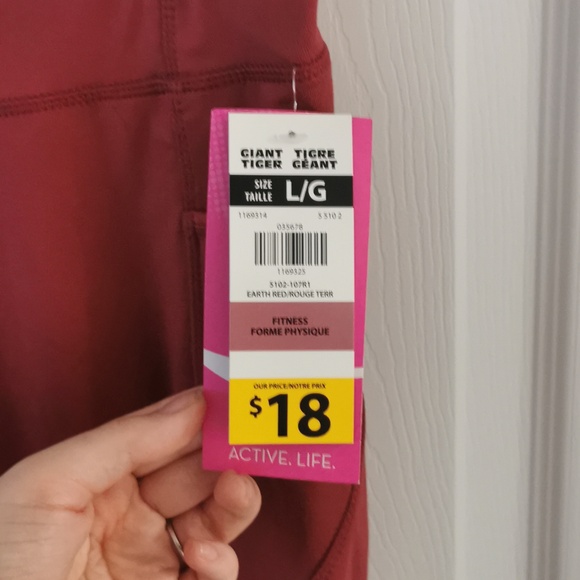 GIANT TIGRE
TIGER GÉANT
SIZE
TAILLE L/G
1169314 5 510 2
03567B
1169325
5102-107R1
EARTH RED/ROUGE TERR
FITNESS
FORME PHYSIQUE
OUR PRICE/NOTRE PRIX
$18
ACTIVE. LIFE.